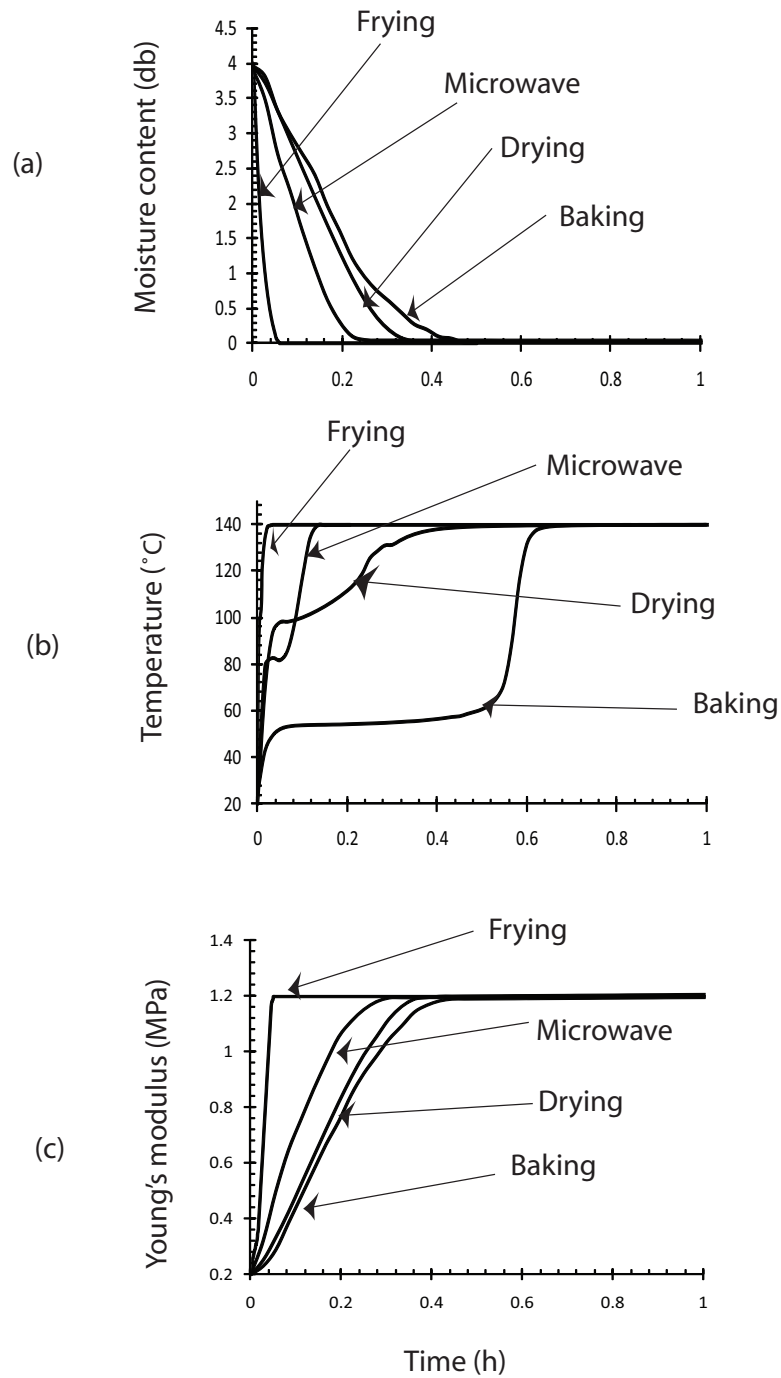 Frying
Microwave
Drying
Baking
(a)
Moisture content (db)
4.5
4
3.5
3
2.5
2
1.5
1
0.5
0
0 0.2 0.4 0.6 0.8 1
Frying
Microwave
Drying
Baking
(b)
Temperature (˚C)
140
120
100
80
60
40
20
0 0.2 0.4 0.6 0.8 1
Frying
Microwave
Drying
Baking
(c)
Young's modulus (MPa)
1.4
1.2
1
0.8
0.6
0.4
0.2
0 0.2 0.4 0.6 0.8 1
Time (h)